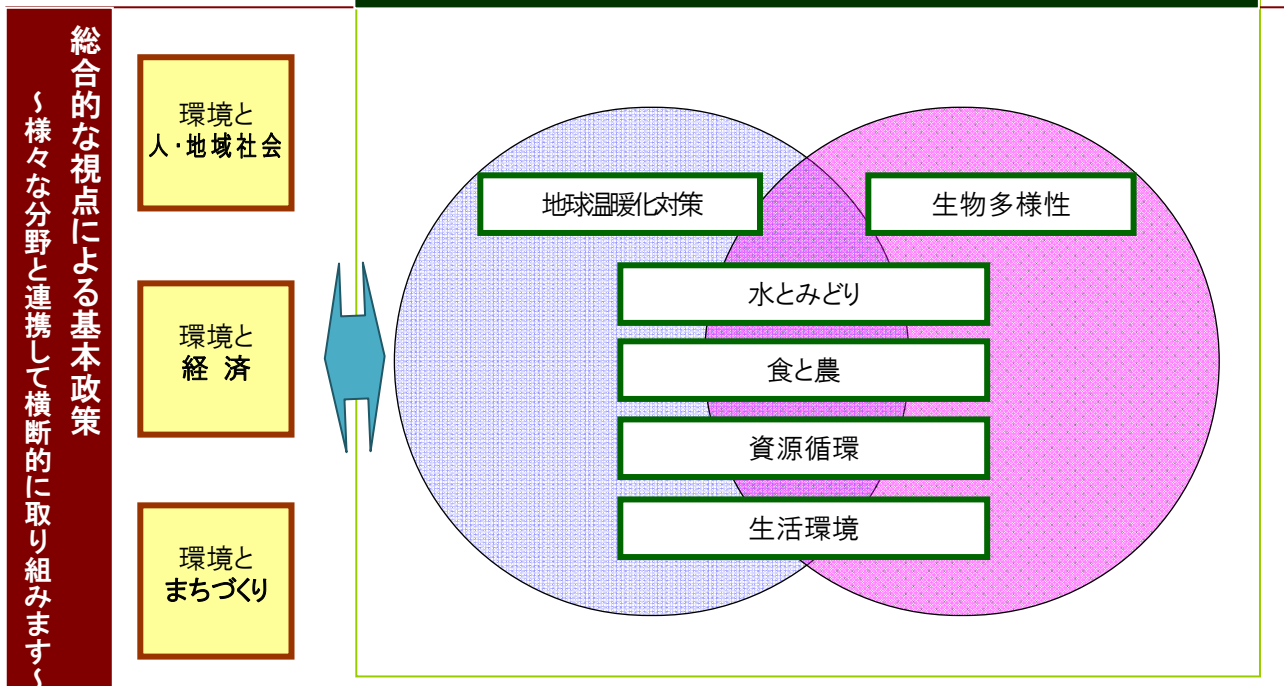 総合的な視点による基本政策
～様々な分野と連携して横断的に取り組みます～
環境と
人・地域社会
環境と
経 済
環境と
まちづくり
地球温暖化対策
生物多様性
水とみどり
食と農
資源循環
生活環境